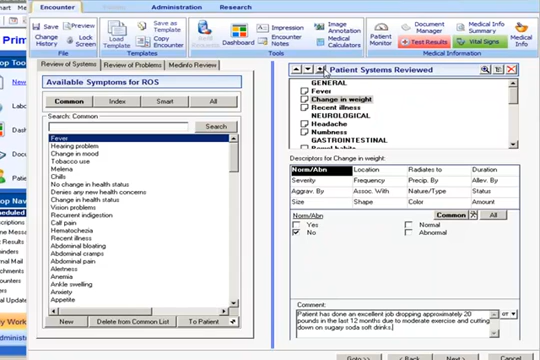 Encounter
Administration
Research
Save
Preview
Change History
Lock Screen
Load Template
Save as Template
Copy Encounter
Dashboard
Impression
Notes
Image Annotation
Medical Calculators
Patient Monitor
Document Manager
Test Results
Medical Info Summary
Vital Signs
Medical Info
File
Templates
Tools
Medical Information
Review of Systems
Review of Problems
Medinfo Review
Available Symptoms for ROS
Common
Index
Smart
All
Search: Common
Search
Fever
Hearing problem
Change in mood
Tobacco use
Melena
Chills
No change in health status
Denies any new health concerns
Change in health status
Vision problems
Recurrent indigestion
Calf pain
Hematochezia
Recent illness
Abdominal bloating
Abdominal cramps
Abdominal pain
Alertness
Anemia
Ankle swelling
Anxiety
Appetite
New
Delete from Common List
To Patient
Patient Systems Reviewed
GENERAL
Fever
Change in weight
Recent illness
NEUROLOGICAL
Headache
Numbness
GASTROINTESTINAL
Bowel habits
Descriptors for Change in weight:
Norm/Abn Location Radiates to Duration
Severity Frequency Precip. By Allev. By
Aggrav. By Assoc. With Nature/Type Status
Size Shape Color Amount
Norm/Abn
Common
All
Yes Normal
No Abnormal
Comment:
Patient has done an excellent job dropping approximately 20
pounds in the last 12 months due to moderate exercise and cutting
down on sugary soda soft drinks.
Goto >>
< Back
Next >
Cancel